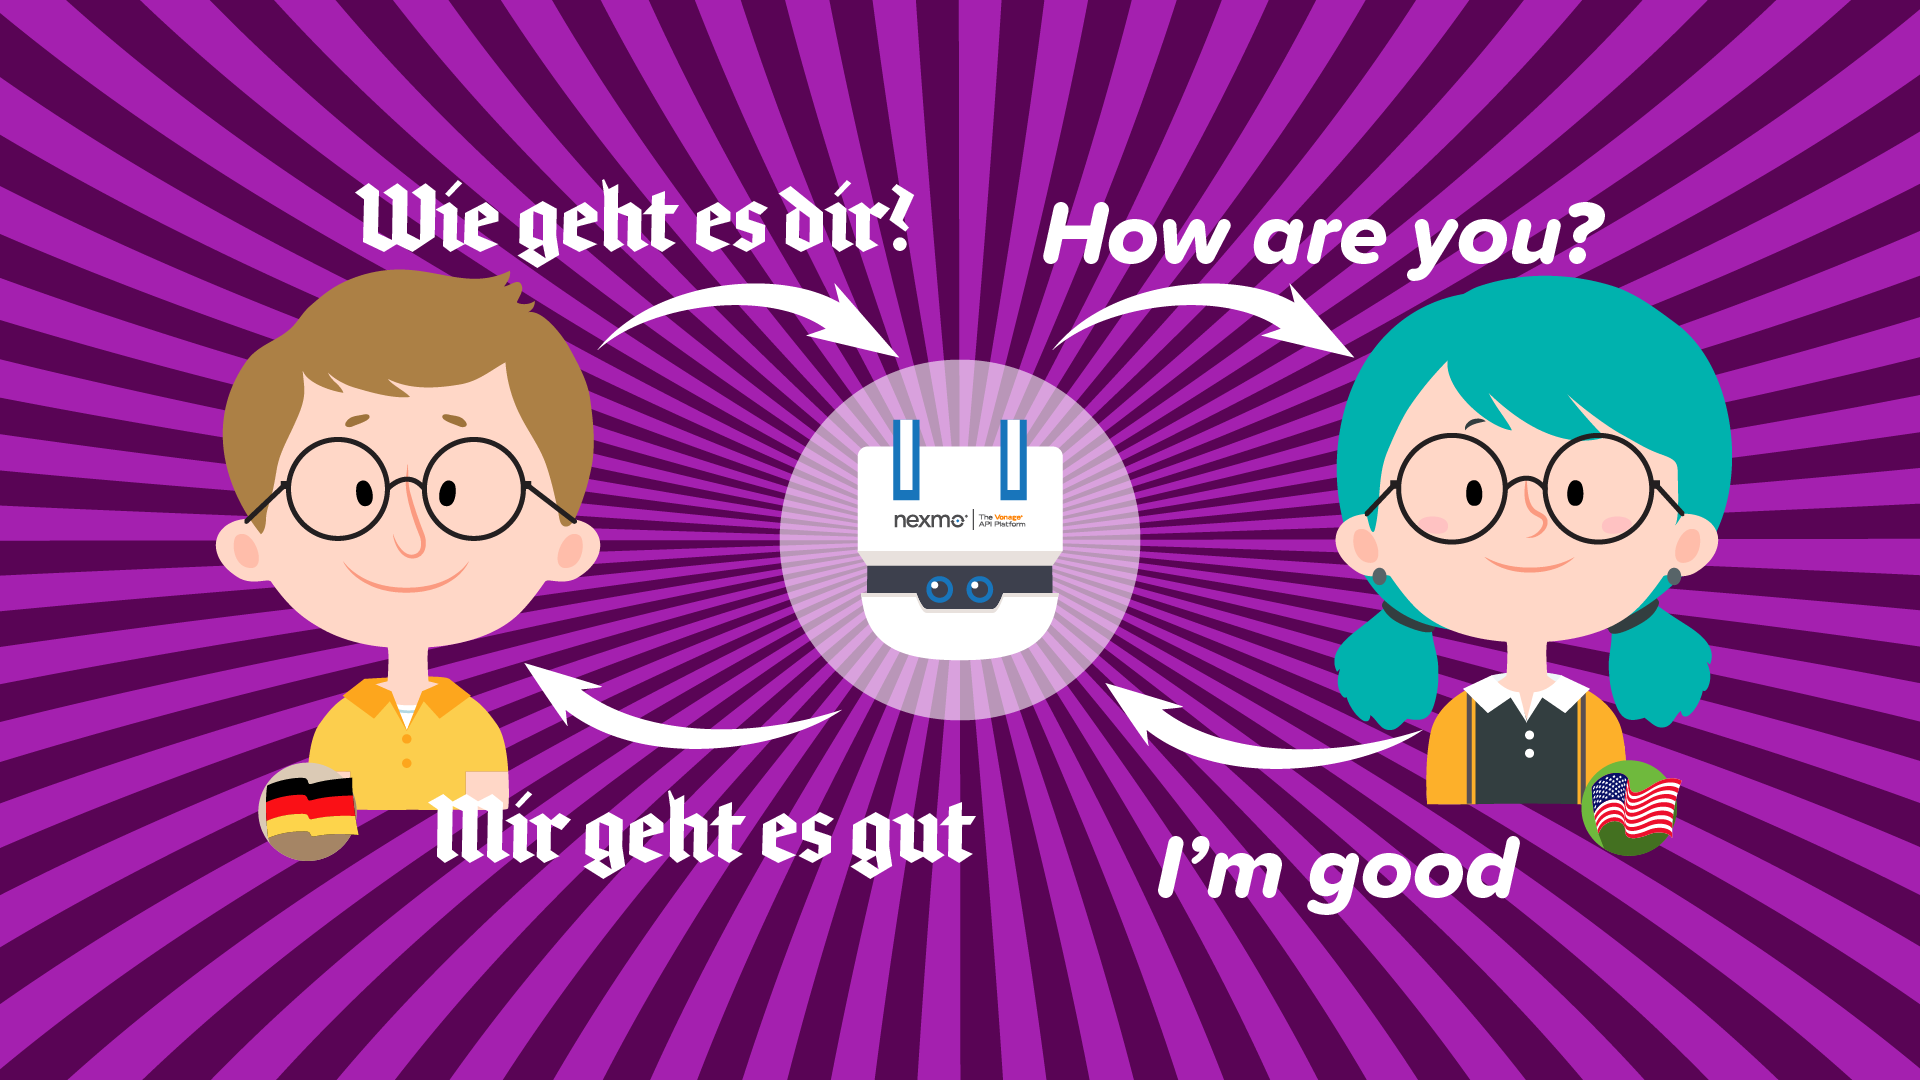 Wie geht es dir?
How are you?
nexmo
The Vonage
API Platform
Mir geht es gut
I'm good